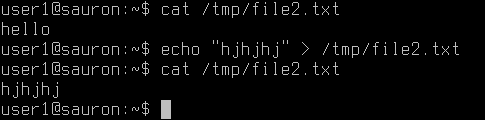 user1@sauron:~$ cat /tmp/file2.txt
hello
user1@sauron:~$ echo "hjhjhj" > /tmp/file2.txt
user1@sauron:~$ cat /tmp/file2.txt
hjhjhj
user1@sauron:~$